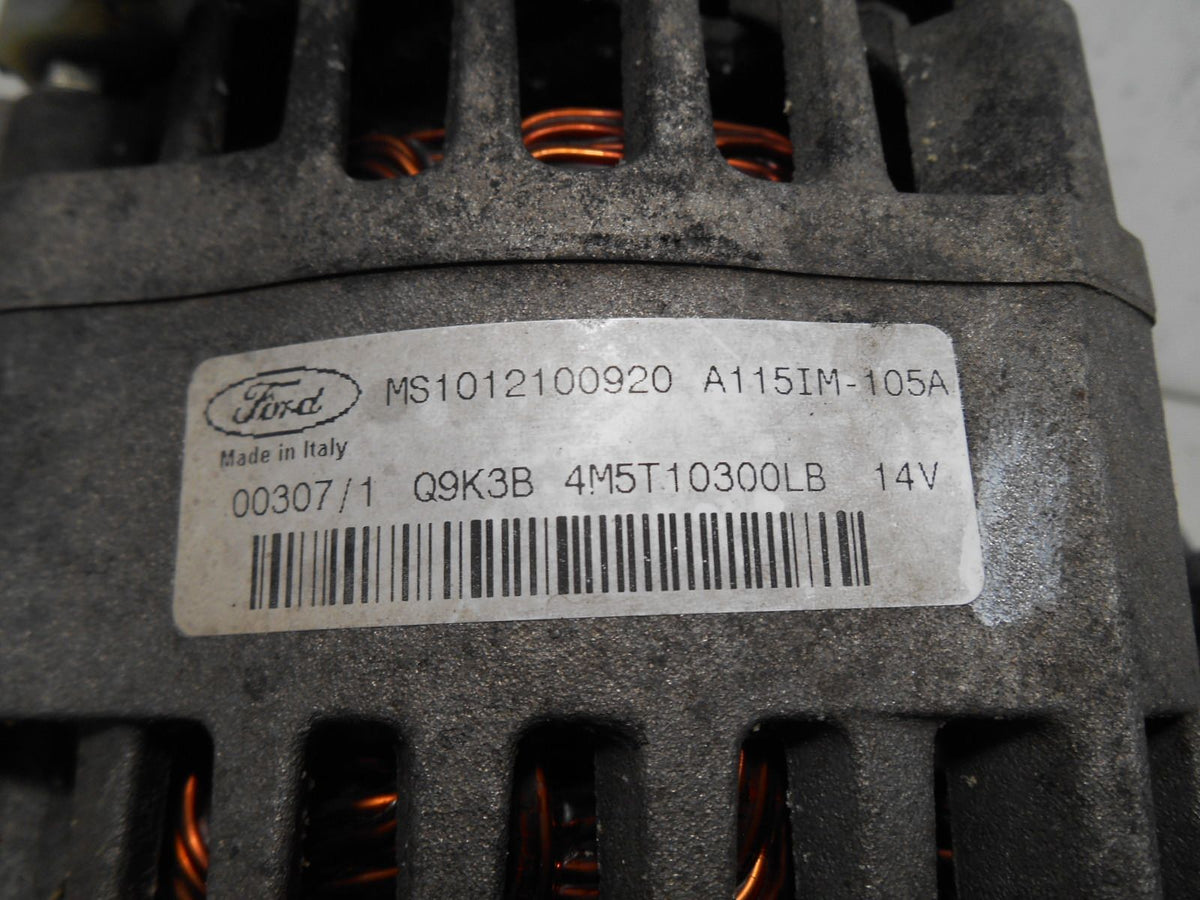 Ford MS1012100920 A115IM-105A
Made in Italy
00307/1 Q9K3B 4M5T10300LB 14V